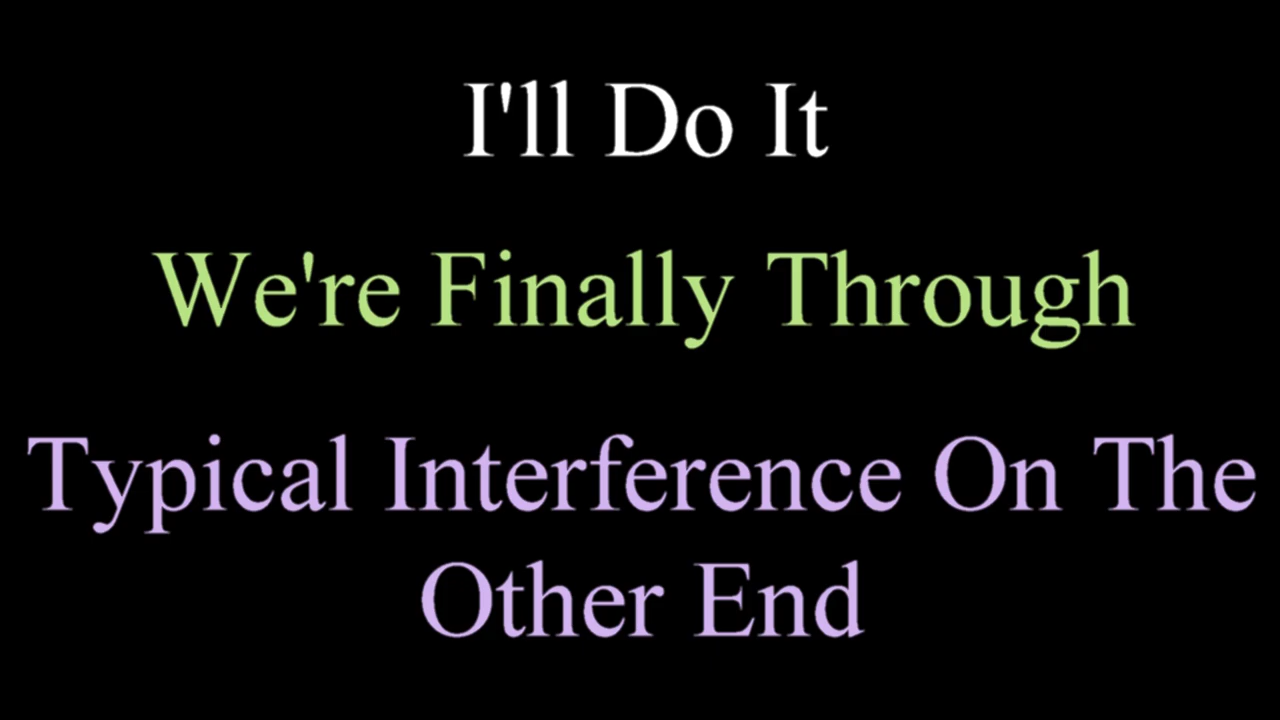 I'll Do It
We're Finally Through
Typical Interference On The
Other End